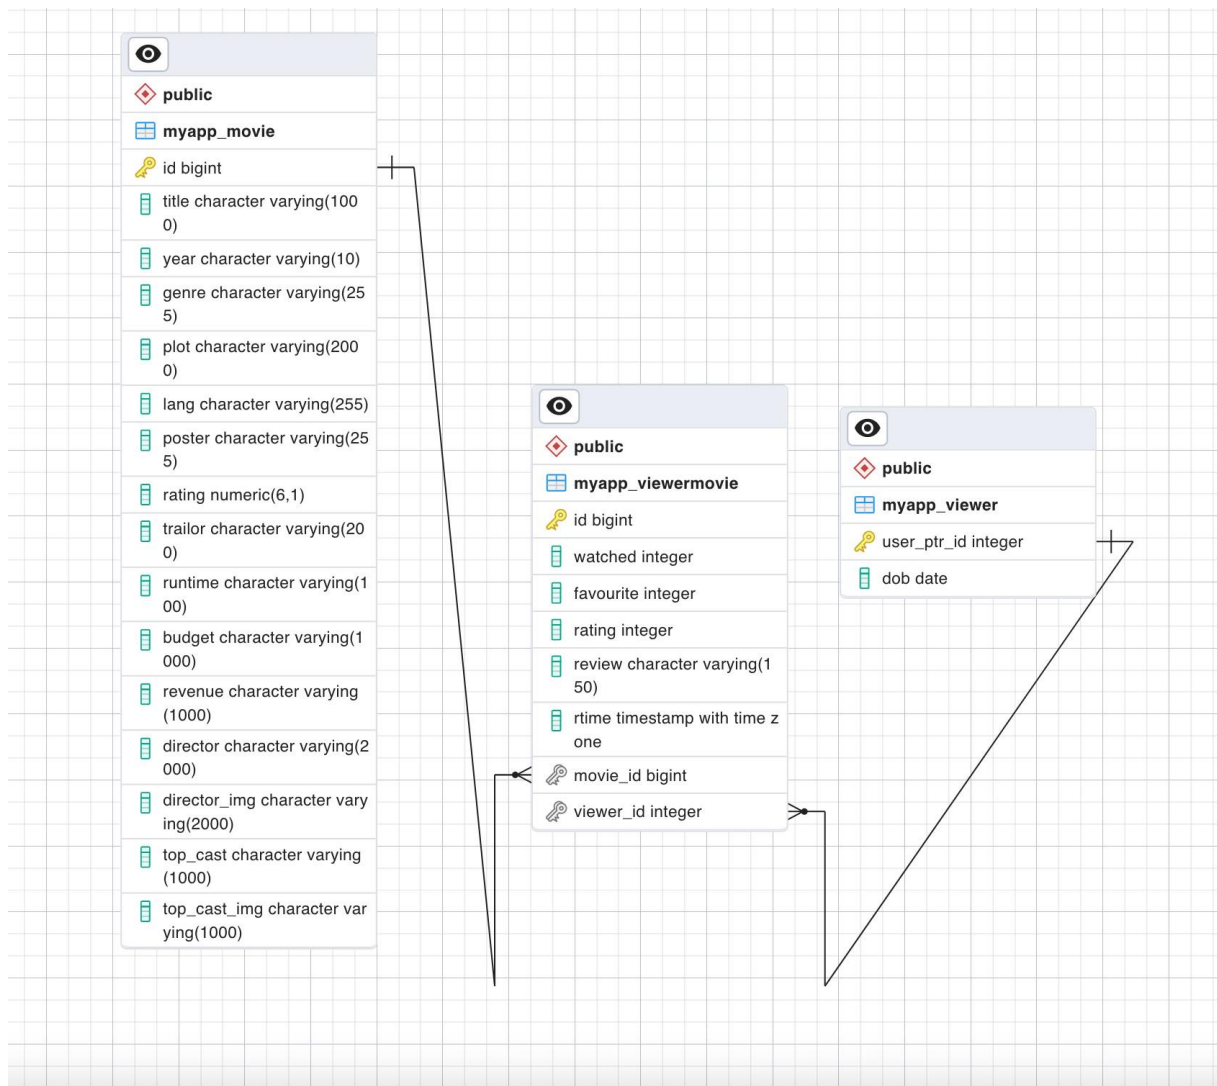 public
myapp_movie
id bigint
title character varying(100
0)
year character varying(10)
genre character varying(25
5)
plot character varying(200
0)
lang character varying(255)
poster character varying(25
5)
rating numeric(6,1)
trailor character varying(20
0)
runtime character varying(1
00)
budget character varying(1
000)
revenue character varying
(1000)
director character varying(2
000)
director_img character vary
ing(2000)
top_cast character varying
(1000)
top_cast_img character var
ying(1000)
public
myapp_viewermovie
id bigint
watched integer
favourite integer
rating integer
review character varying(1
50)
rtime timestamp with time z
one
movie_id bigint
viewer_id integer
public
myapp_viewer
user_ptr_id integer
dob date